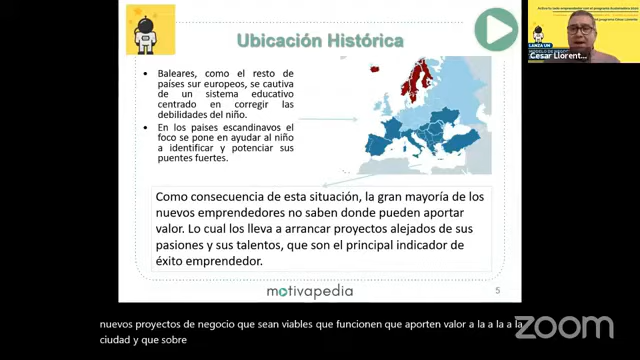 Ubicación Histórica
• Baleares, como el resto de
países sur europeos, se cautiva
de un sistema educativo
centrado en corregir las
debilidades del niño.
• En los paises escandinavos el
foco se pone en ayudar al niño
a identificar y potenciar sus
puentes fuertes.
Como consecuencia de esta situación, la gran mayoría de los
nuevos emprendedores no saben donde pueden aportar
valor. Lo cual los lleva a arrancar proyectos alejados de sus
pasiones y sus talentos, que son el principal indicador de
éxito emprendedor.
motivapedia
5
LANZA UN
Cesar Llorent...
nuevos proyectos de negocio que sean viables que funcionen que aporten valor a la a la a la
ciudad y que sobre
zoom